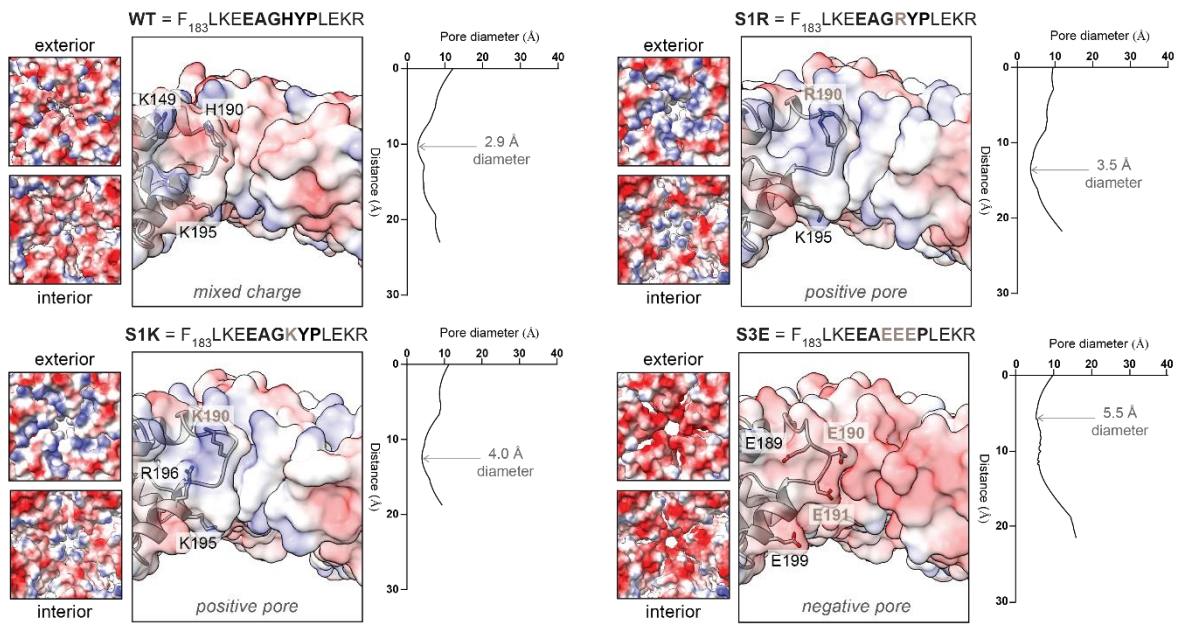 WT = F183LKEEAGHYPLEKR
exterior
interior
K149
H190
K195
mixed charge
Pore diameter (Å)
0 10 20 30 40
0
10
20
30
Distance (Å)
2.9 Å
diameter
S1R = F183LKEEAGRYPLEKR
exterior
interior
R190
K195
positive pore
Pore diameter (Å)
0 10 20 30 40
0
10
20
30
Distance (Å)
3.5 Å
diameter
S1K = F183LKEEAGKYPLEKR
exterior
interior
K190
R196
K195
positive pore
Pore diameter (Å)
0 10 20 30 40
0
10
20
30
Distance (Å)
4.0 Å
diameter
S3E = F183LKEEAEEEPLEKR
exterior
interior
E189
E190
E191
E199
negative pore
Pore diameter (Å)
0 10 20 30 40
0
10
20
30
Distance (Å)
5.5 Å
diameter